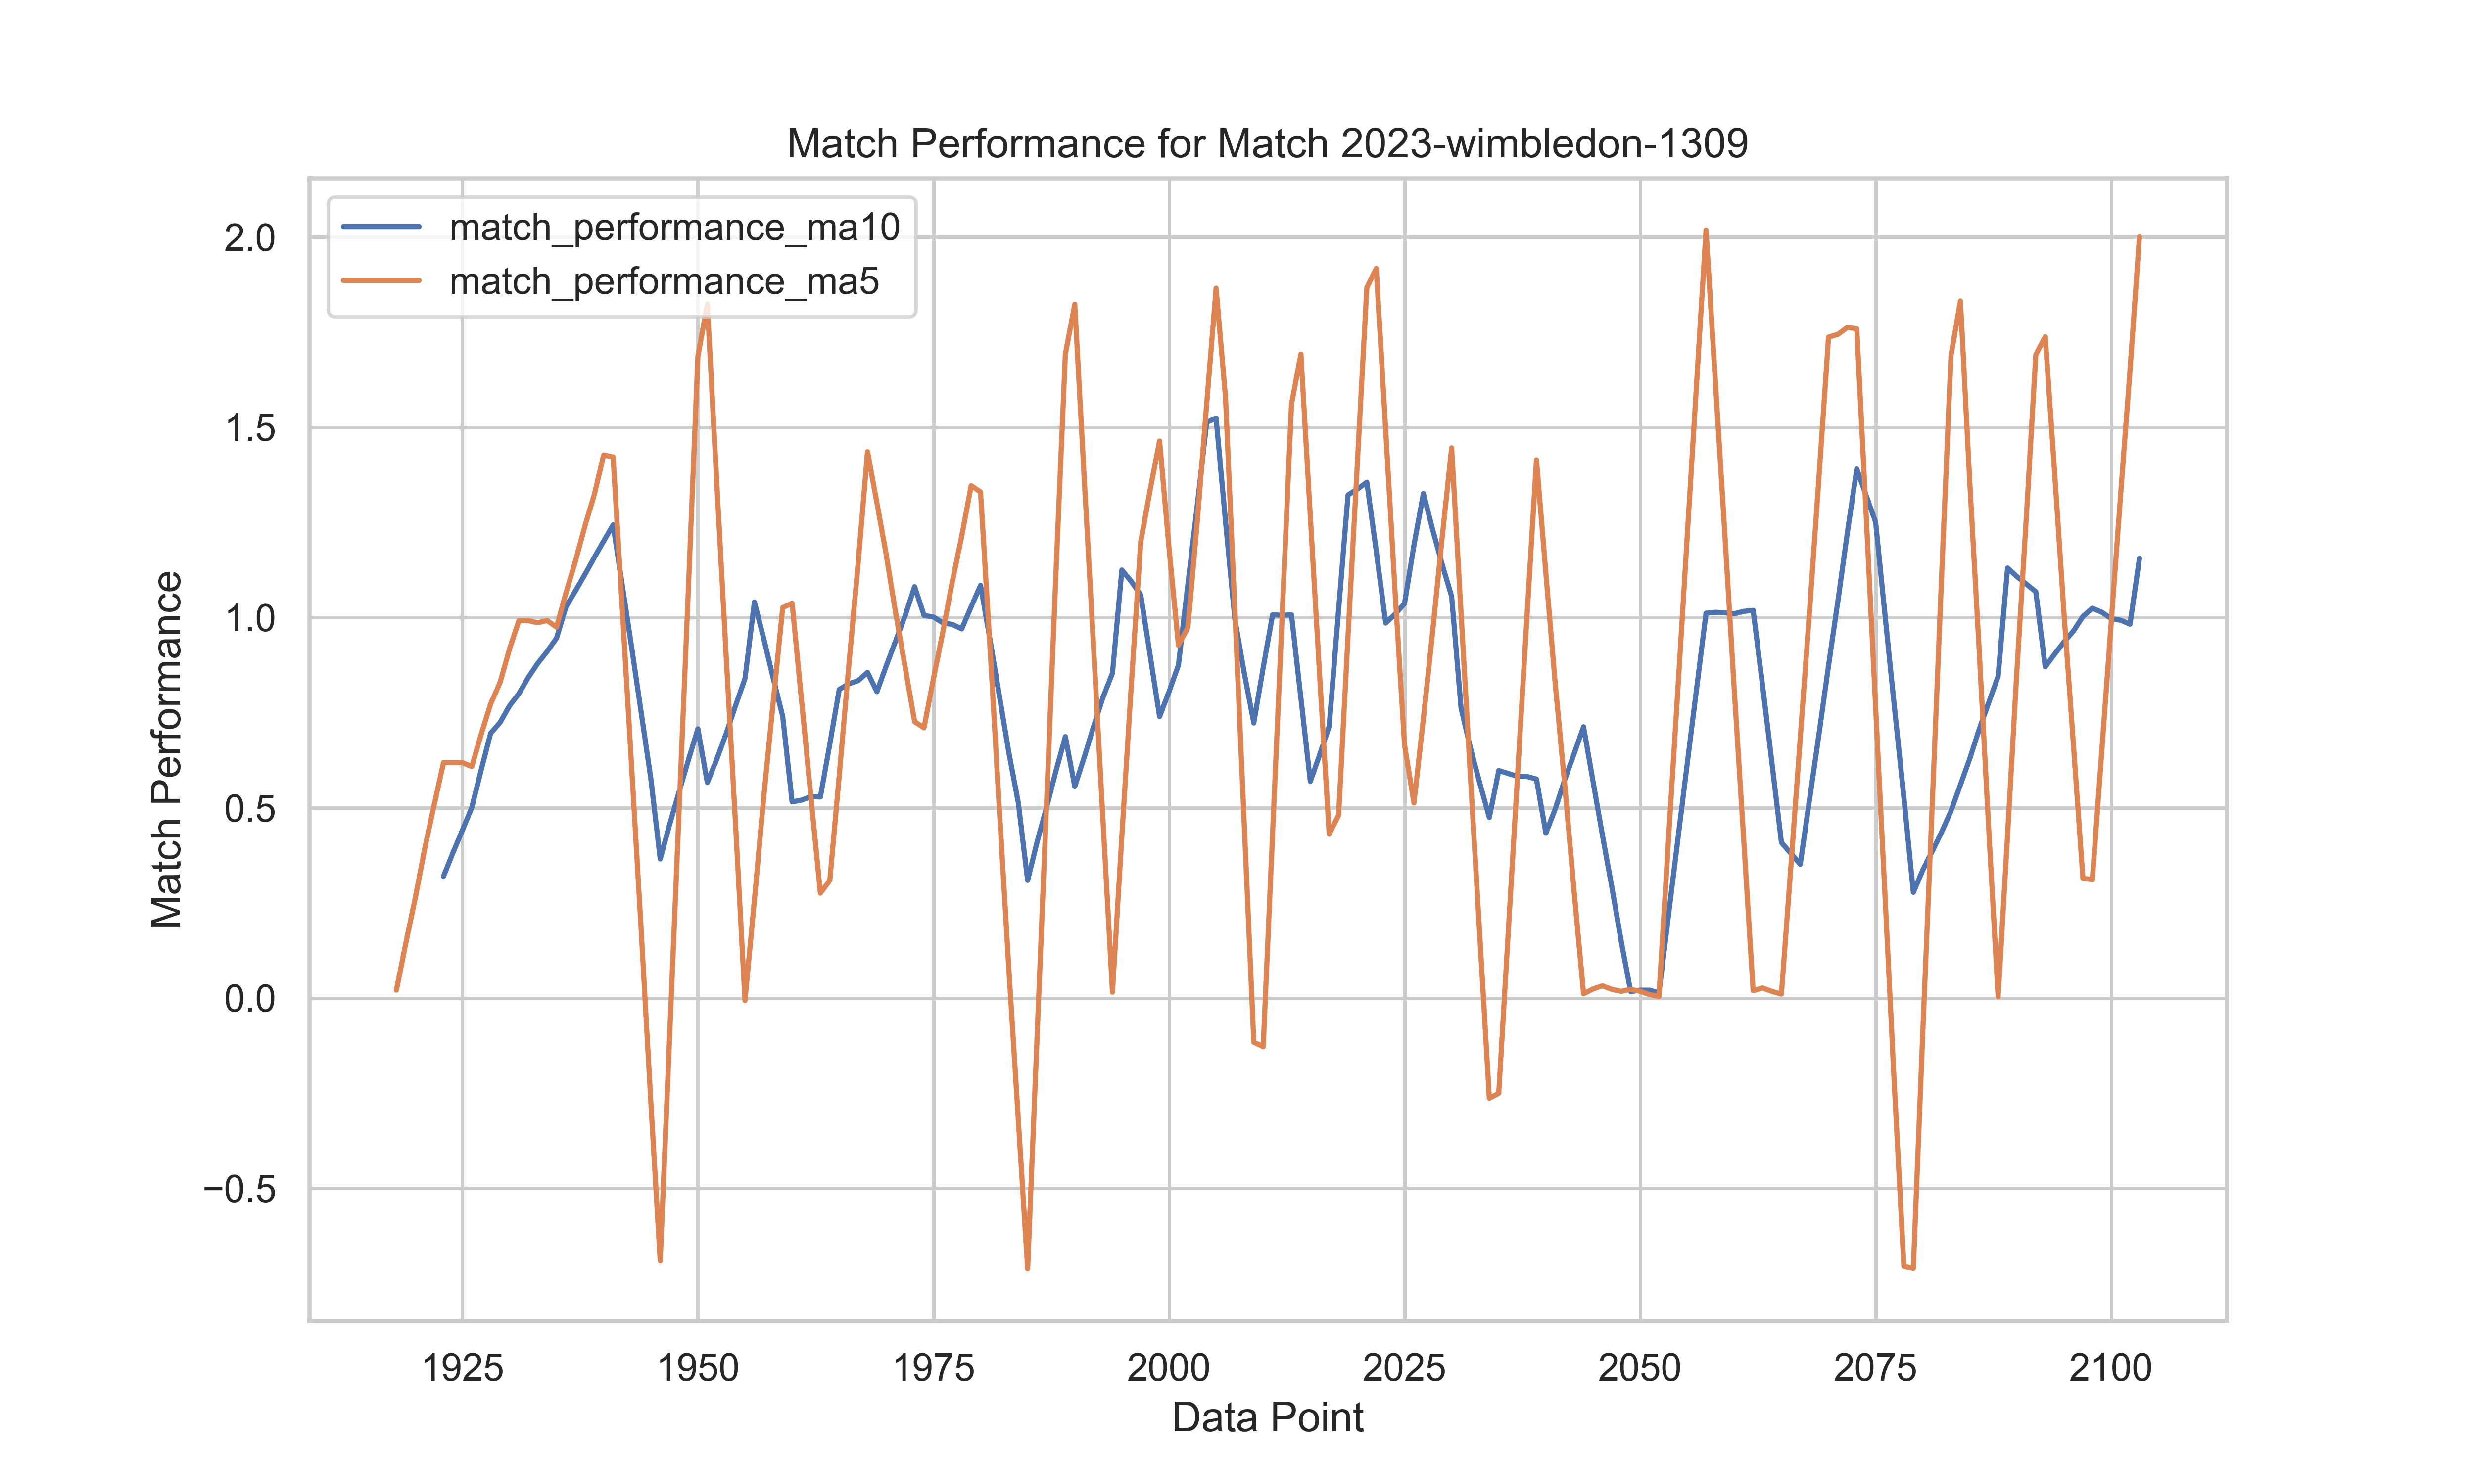 Match Performance for Match 2023-wimbledon-1309
match_performance_ma10
match_performance_ma5
2.0
1.5
1.0
0.5
0.0
−0.5
Match Performance
1925 1950 1975 2000 2025 2050 2075 2100
Data Point